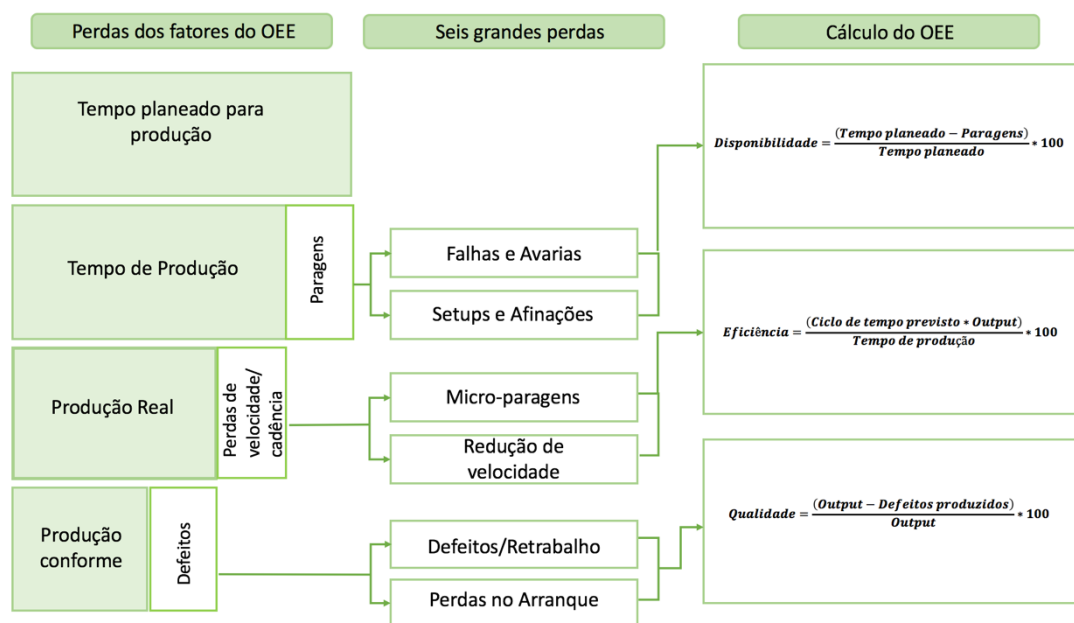 Perdas dos fatores do OEE
Seis grandes perdas
Cálculo do OEE
Tempo planeado para
produção
Tempo de Produção
Paragens
Falhas e Avarias
Setups e Afinações
Disponibilidade = (Tempo planeado − Paragens) / Tempo planeado * 100
Produção Real
Perdas de
velocidade/
cadência
Micro-paragens
Redução de
velocidade
Eficiência = (Ciclo de tempo previsto * Output) / Tempo de produção * 100
Produção
conforme
Defeitos
Defeitos/Retrabalho
Perdas no Arranque
Qualidade = (Output − Defeitos produzidos) / Output * 100